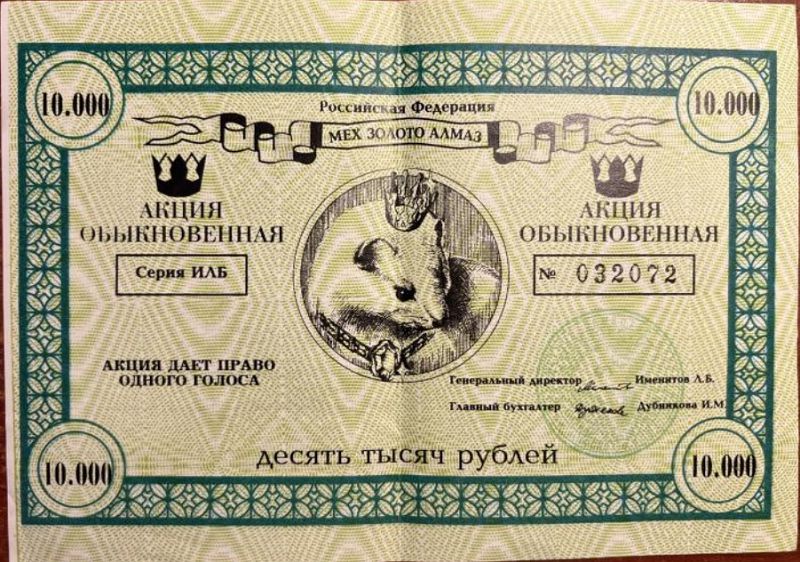 10.000
10.000
Российская Федерация
МЕХ ЗОЛОТО АЛМАЗ
АКЦИЯ
ОБЫКНОВЕННАЯ
Серия ИЛБ
АКЦИЯ
ОБЫКНОВЕННАЯ
№ 032072
АКЦИЯ ДАЕТ ПРАВО
ОДНОГО ГОЛОСА
Генеральный директор Именитов Л.Б.
Главный бухгалтер Дубникова И.М.
десять тысяч рублей
10.000
10.000